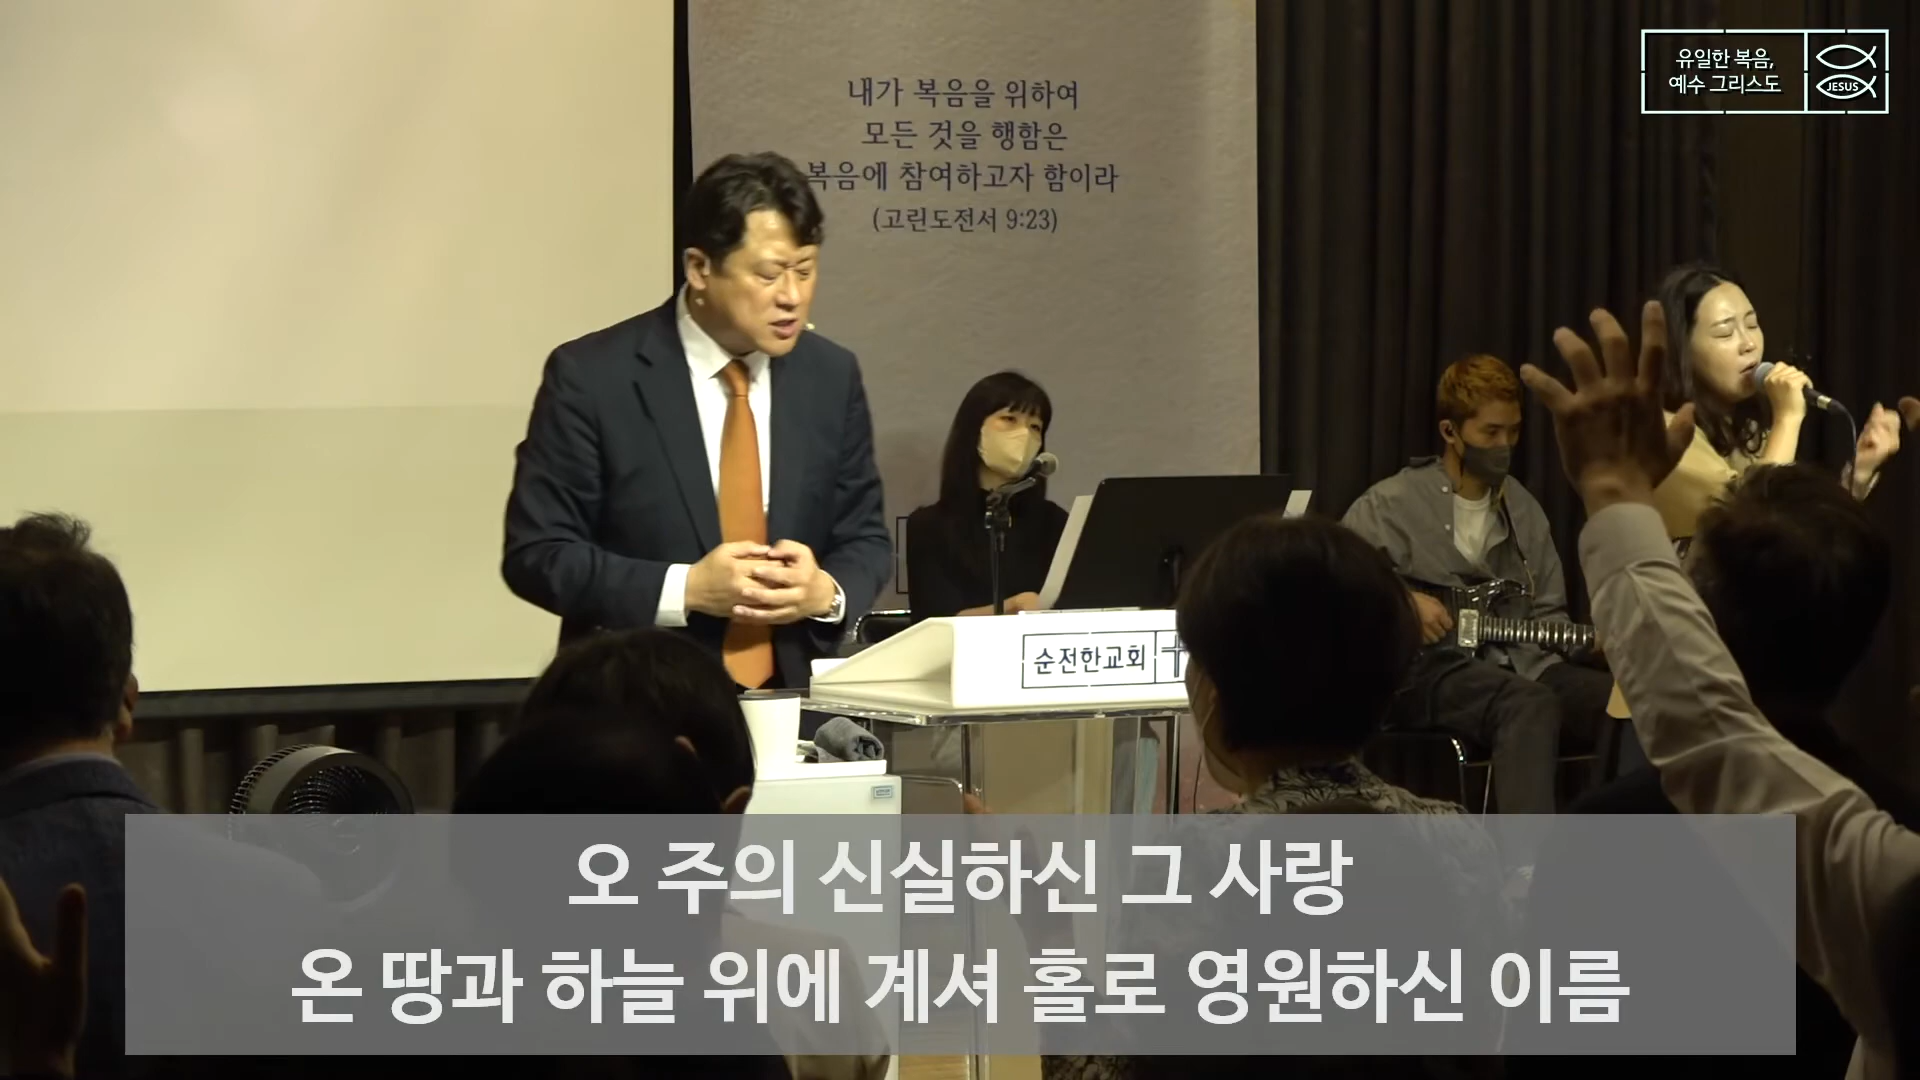 내가 복음을 위하여
모든 것을 행함은
복음에 참여하고자 함이라
(고린도전서 9:23)
유일한 복음,
예수 그리스도
JESUS
순전한교회
오 주의 신실하신 그 사랑
온 땅과 하늘 위에 계셔 홀로 영원하신 이름